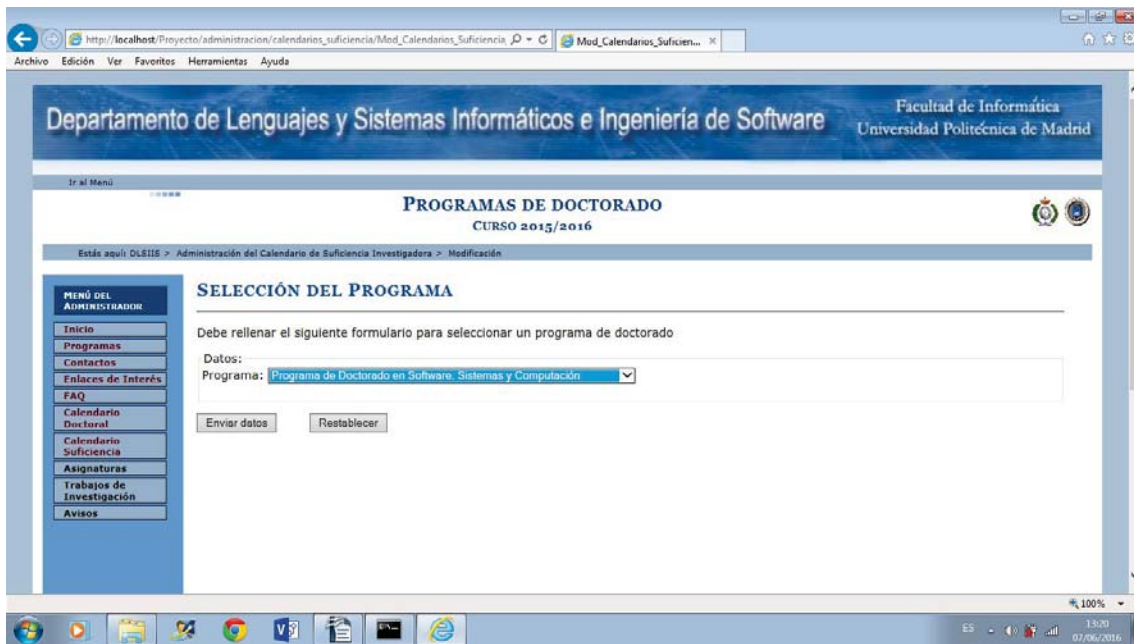 http://localhost/Proyecto/administracion/calendarios_suficiencia/Mod_Calendarios_Suficiencia
Mod_Calendarios_Suficien...
Archivo Edición Ver Favoritos Herramientas Ayuda
Departamento de Lenguajes y Sistemas Informáticos e Ingeniería de Software
Facultad de Informática
Universidad Politécnica de Madrid
Ir al Menú
PROGRAMAS DE DOCTORADO
CURSO 2015/2016
Estás aquí: DLSIIS > Administración del Calendario de Suficiencia Investigadora > Modificación
MENÚ DEL
ADMINISTRADOR
Inicio
Programas
Contactos
Enlaces de Interés
FAQ
Calendario
Doctoral
Calendario
Suficiencia
Asignaturas
Trabajos de
Investigación
Avisos
SELECCIÓN DEL PROGRAMA
Debe rellenar el siguiente formulario para seleccionar un programa de doctorado
Datos:
Programa: Programa de Doctorado en Software. Sistemas y Computación
Enviar datos Restablecer
100%
ES
13:20
07/06/2016